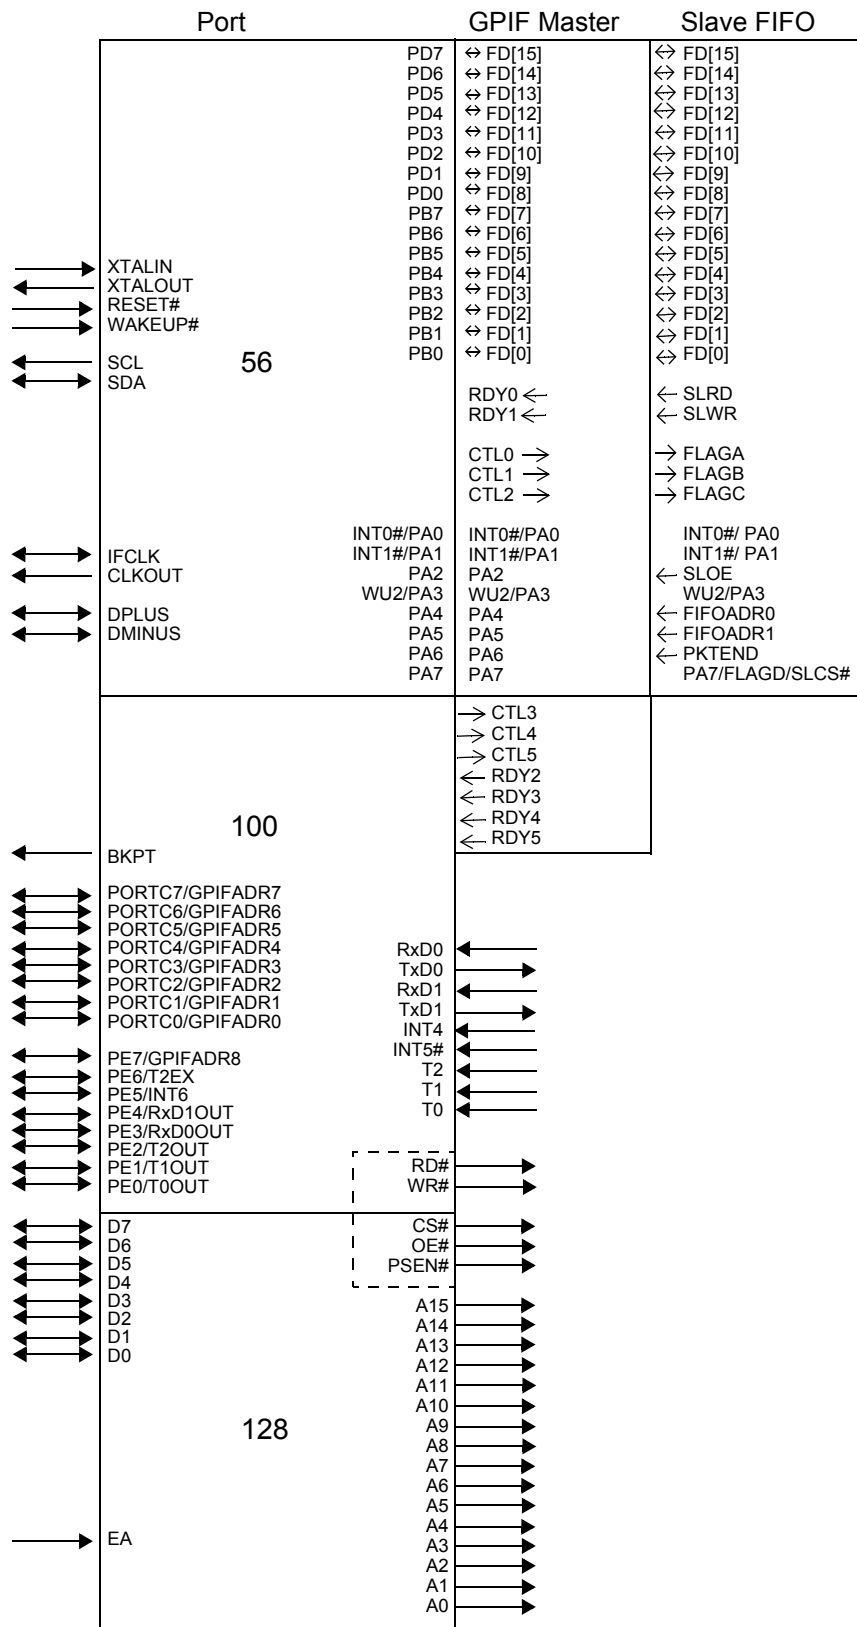 Port GPIF Master Slave FIFO
PD7 FD[15] FD[15]
PD6 FD[14] FD[14]
PD5 FD[13] FD[13]
PD4 FD[12] FD[12]
PD3 FD[11] FD[11]
PD2 FD[10] FD[10]
PD1 FD[9] FD[9]
PD0 FD[8] FD[8]
PB7 FD[7] FD[7]
PB6 FD[6] FD[6]
PB5 FD[5] FD[5]
XTALIN PB4 FD[4] FD[4]
XTALOUT PB3 FD[3] FD[3]
RESET# PB2 FD[2] FD[2]
WAKEUP# PB1 FD[1] FD[1]
SCL 56 PB0 FD[0] FD[0]
SDA
RDY0 SLRD
RDY1 SLWR
CTL0 FLAGA
CTL1 FLAGB
CTL2 FLAGC
INT0#/PA0 INT0#/PA0 INT0#/ PA0
IFCLK INT1#/PA1 INT1#/PA1 INT1#/ PA1
CLKOUT PA2 PA2 SLOE
WU2/PA3 WU2/PA3 WU2/PA3
DPLUS PA4 PA4 FIFOADR0
DMINUS PA5 PA5 FIFOADR1
PA6 PA6 PKTEND
PA7 PA7 PA7/FLAGD/SLCS#
CTL3
CTL4
CTL5
RDY2
RDY3
100 RDY4
RDY5
BKPT
PORTC7/GPIFADR7
PORTC6/GPIFADR6
PORTC5/GPIFADR5
PORTC4/GPIFADR4 RxD0
PORTC3/GPIFADR3 TxD0
PORTC2/GPIFADR2 RxD1
PORTC1/GPIFADR1 TxD1
PORTC0/GPIFADR0 INT4
INT5#
PE7/GPIFADR8 T2
PE6/T2EX T1
PE5/INT6 T0
PE4/RxD1OUT
PE3/RxD0OUT
PE2/T2OUT
PE1/T1OUT RD#
PE0/T0OUT WR#
D7 CS#
D6 OE#
D5 PSEN#
D4
D3 A15
D2 A14
D1 A13
D0 A12
A11
A10
128 A9
A8
A7
A6
A5
A4
EA A3
A2
A1
A0